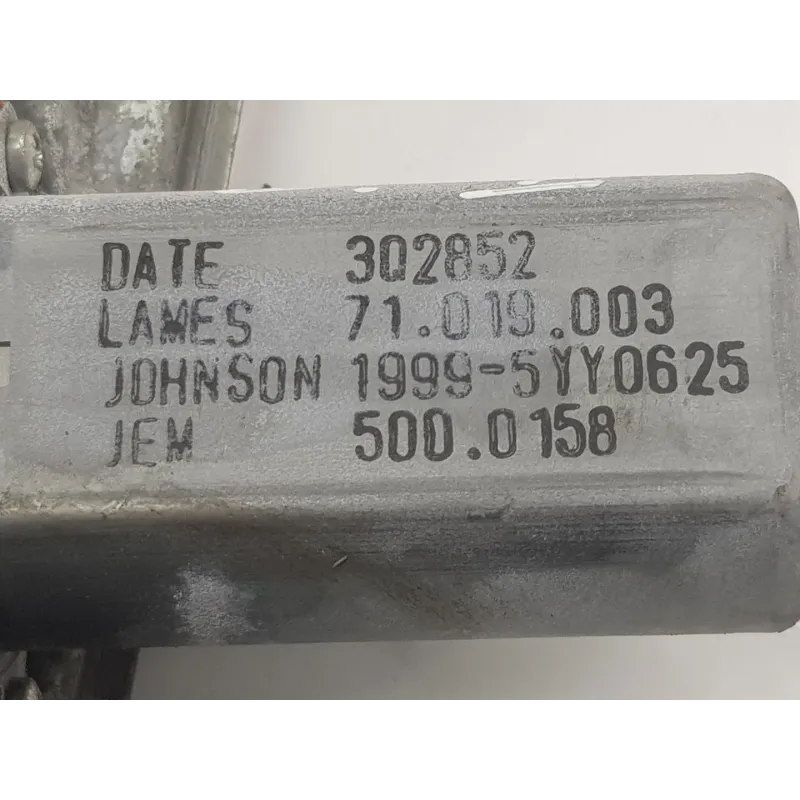 DATE 3Q2852
LAMES 71.019.003
JOHNSON 1999-5YY0625
JEM 500.0158